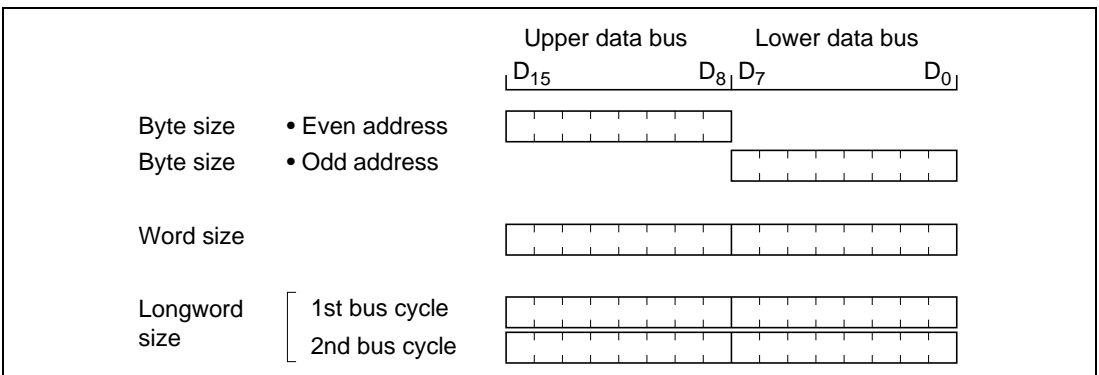 Upper data bus Lower data bus
D15 D8 D7 D0
Byte size • Even address
Byte size • Odd address
Word size
Longword size 1st bus cycle
2nd bus cycle